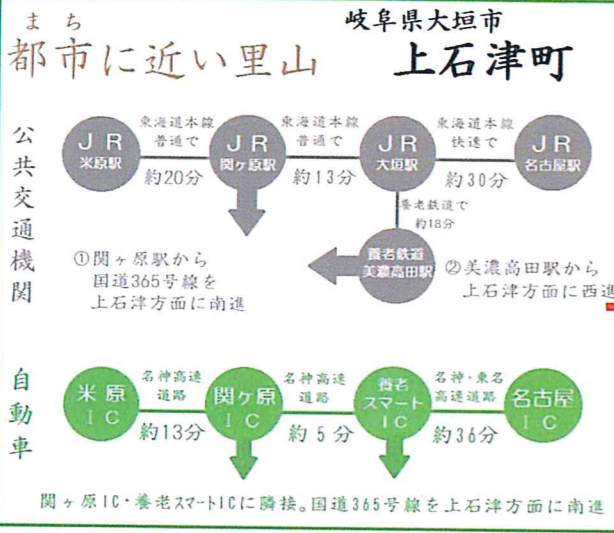 まち
都市に近い里山
岐阜県大垣市
上石津町
公共交通機関
JR
米原駅
東海道本線
普通で
約20分
JR
関ヶ原駅
東海道本線
普通で
約13分
JR
大垣駅
東海道本線
快速で
約30分
JR
名古屋駅
養老鉄道で
約18分
養老鉄道
美濃高田駅
①関ヶ原駅から
国道365号線を
上石津方面に南進
②美濃高田駅から
上石津方面に西進
自動車
米原
IC
名神高速
道路
約13分
関ヶ原
IC
名神高速
道路
約5分
養老
スマート
IC
名神・東名
高速道路
約36分
名古屋
IC
関ヶ原IC・養老スマートICに隣接。国道365号線を上石津方面に南進